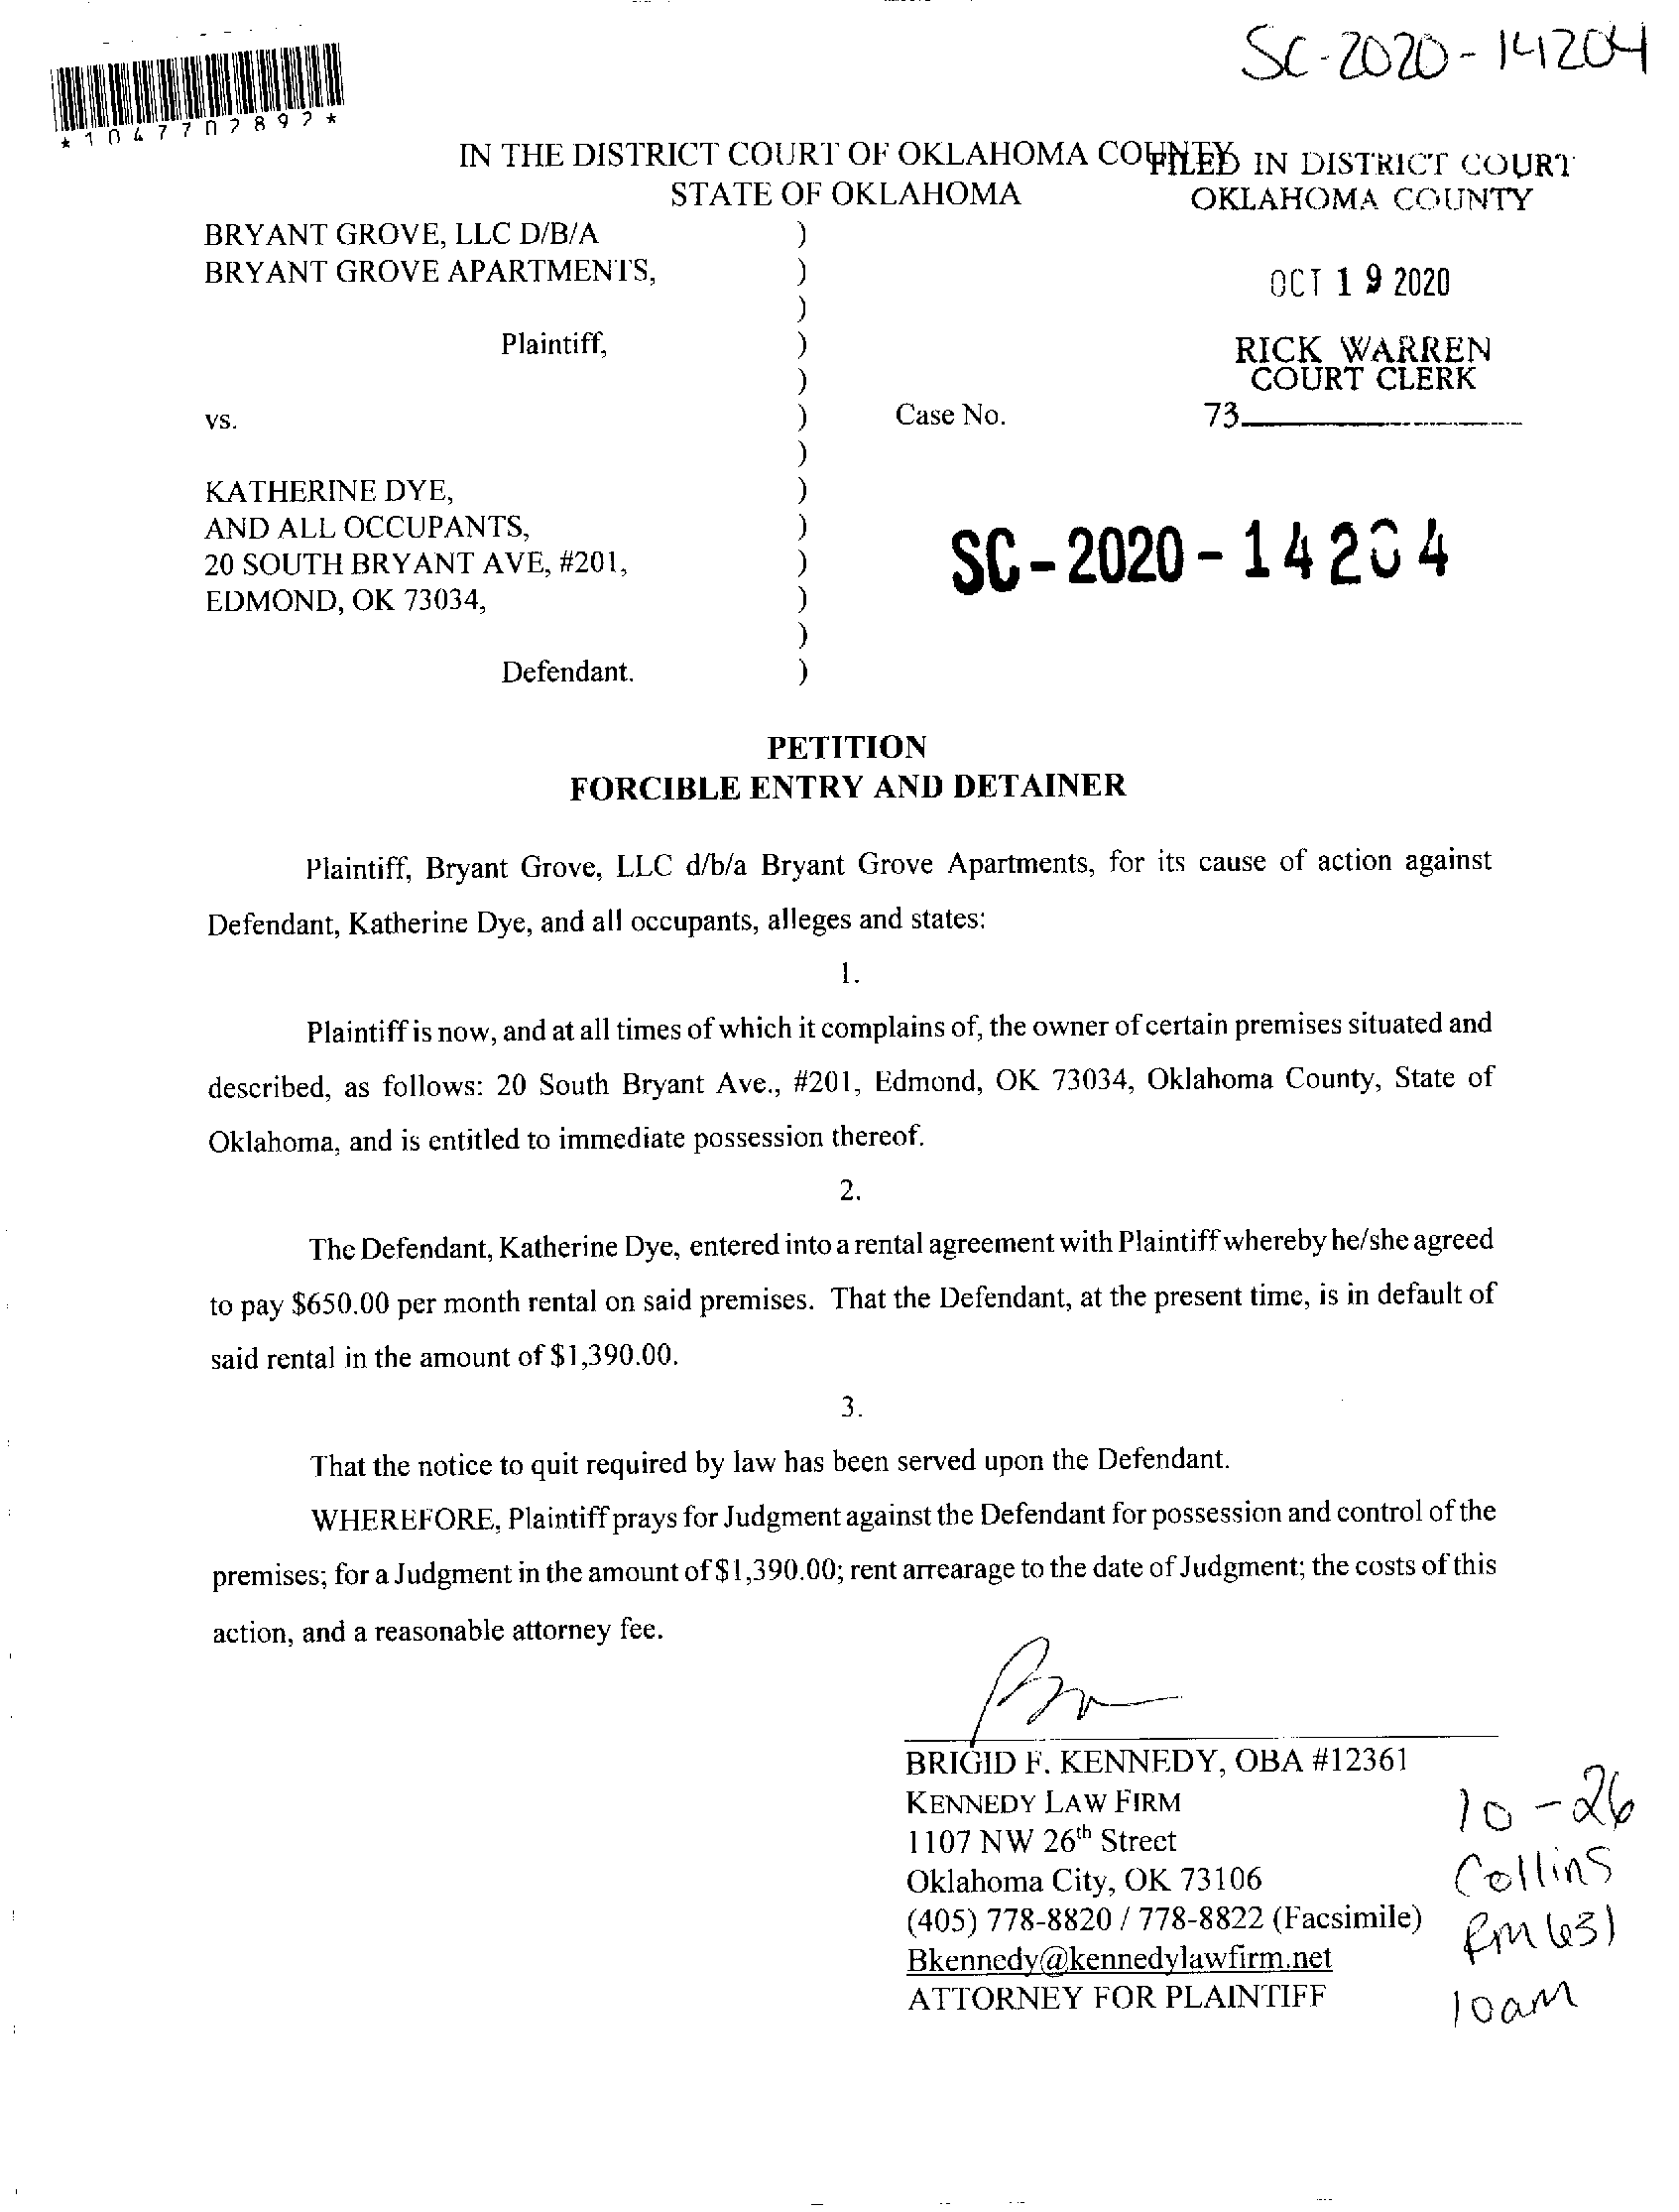 SC-2020-14204
*1047702892*
IN THE DISTRICT COURT OF OKLAHOMA COUNTY
STATE OF OKLAHOMA
FILED IN DISTRICT COURT
OKLAHOMA COUNTY
OCT 19 2020
RICK WARREN
COURT CLERK
73
BRYANT GROVE, LLC D/B/A )
BRYANT GROVE APARTMENTS, )
)
Plaintiff, )
)
vs. ) Case No.
)
KATHERINE DYE, )
AND ALL OCCUPANTS, )
20 SOUTH BRYANT AVE, #201, )
EDMOND, OK 73034, )
)
Defendant. )
SC-2020-14204
PETITION
FORCIBLE ENTRY AND DETAINER
Plaintiff, Bryant Grove, LLC d/b/a Bryant Grove Apartments, for its cause of action against
Defendant, Katherine Dye, and all occupants, alleges and states:
1.
Plaintiff is now, and at all times of which it complains of, the owner of certain premises situated and
described, as follows: 20 South Bryant Ave., #201, Edmond, OK 73034, Oklahoma County, State of
Oklahoma, and is entitled to immediate possession thereof.
2.
The Defendant, Katherine Dye, entered into a rental agreement with Plaintiff whereby he/she agreed
to pay $650.00 per month rental on said premises. That the Defendant, at the present time, is in default of
said rental in the amount of $1,390.00.
3.
That the notice to quit required by law has been served upon the Defendant.
WHEREFORE, Plaintiff prays for Judgment against the Defendant for possession and control of the
premises; for a Judgment in the amount of $1,390.00; rent arrearage to the date of Judgment; the costs of this
action, and a reasonable attorney fee.
BRIGID F. KENNEDY, OBA #12361
KENNEDY LAW FIRM
1107 NW 26th Street
Oklahoma City, OK 73106
(405) 778-8820 / 778-8822 (Facsimile)
Bkennedy@kennedylawfirm.net
ATTORNEY FOR PLAINTIFF
10-26
Collins
Rm 631
10am